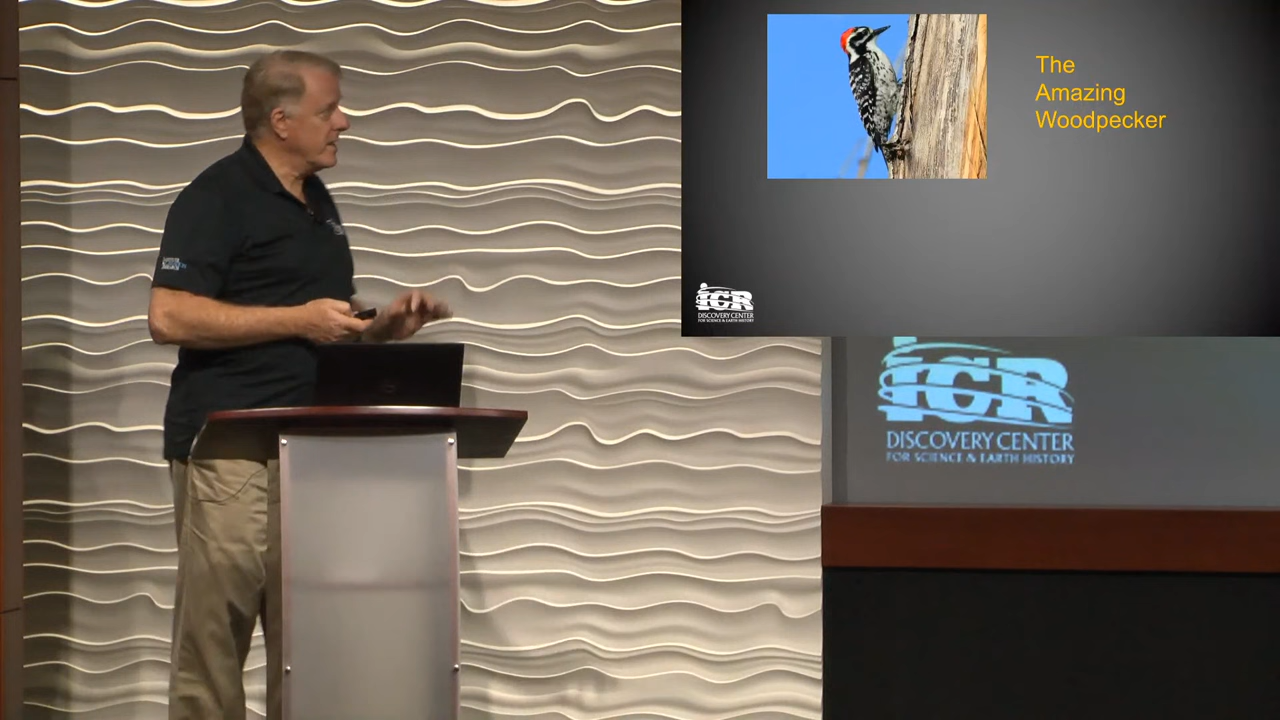 The
Amazing
Woodpecker
ICR
DISCOVERY CENTER
FOR SCIENCE & EARTH HISTORY
ICR
DISCOVERY CENTER
FOR SCIENCE & EARTH HISTORY